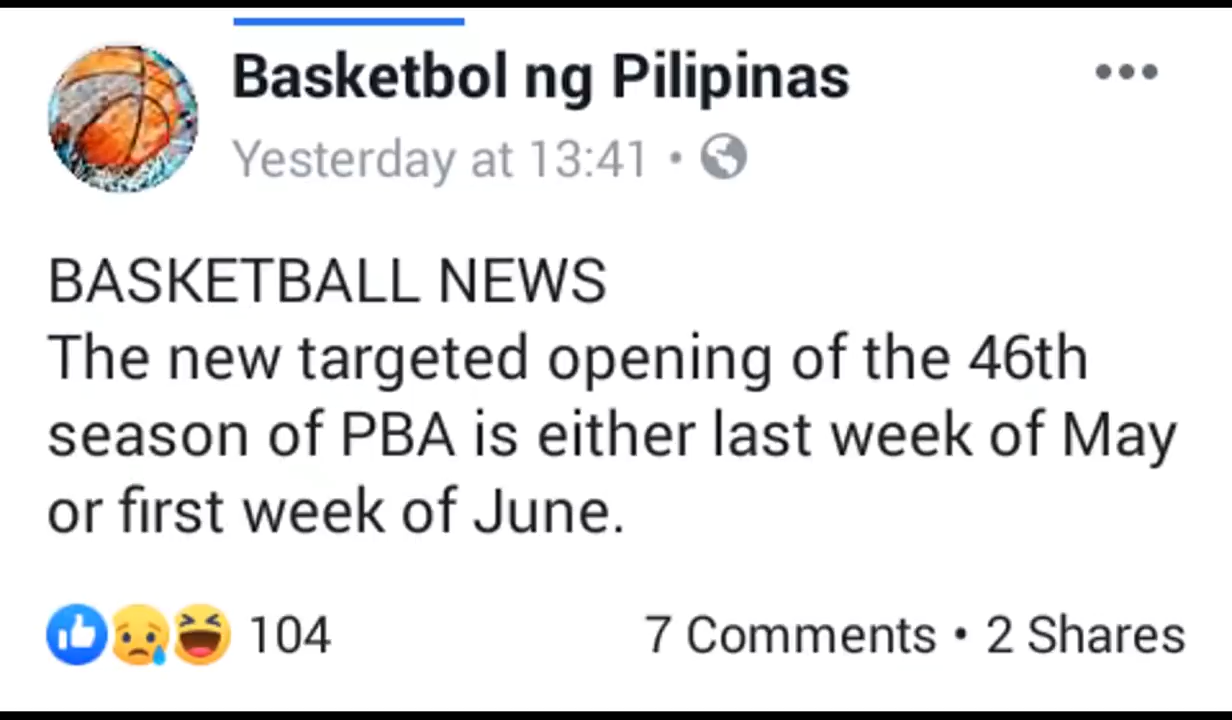 Basketbol ng Pilipinas
Yesterday at 13:41 •
BASKETBALL NEWS
The new targeted opening of the 46th
season of PBA is either last week of May
or first week of June.
104
7 Comments • 2 Shares